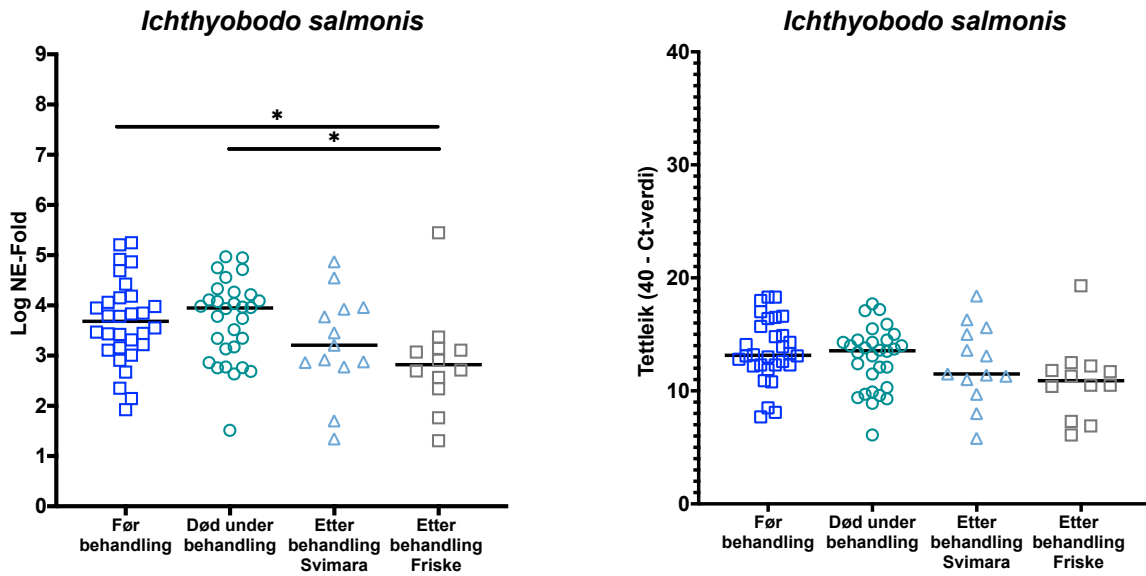 Ichthyobodo salmonis
Log NE-Fold
9
8
7
6
5
4
3
2
1
0
*
*
Før
behandling
Død under
behandling
Etter
behandling
Svimara
Etter
behandling
Friske
Ichthyobodo salmonis
Tettleik (40 - Ct-verdi)
40
30
20
10
0
Før
behandling
Død under
behandling
Etter
behandling
Svimara
Etter
behandling
Friske